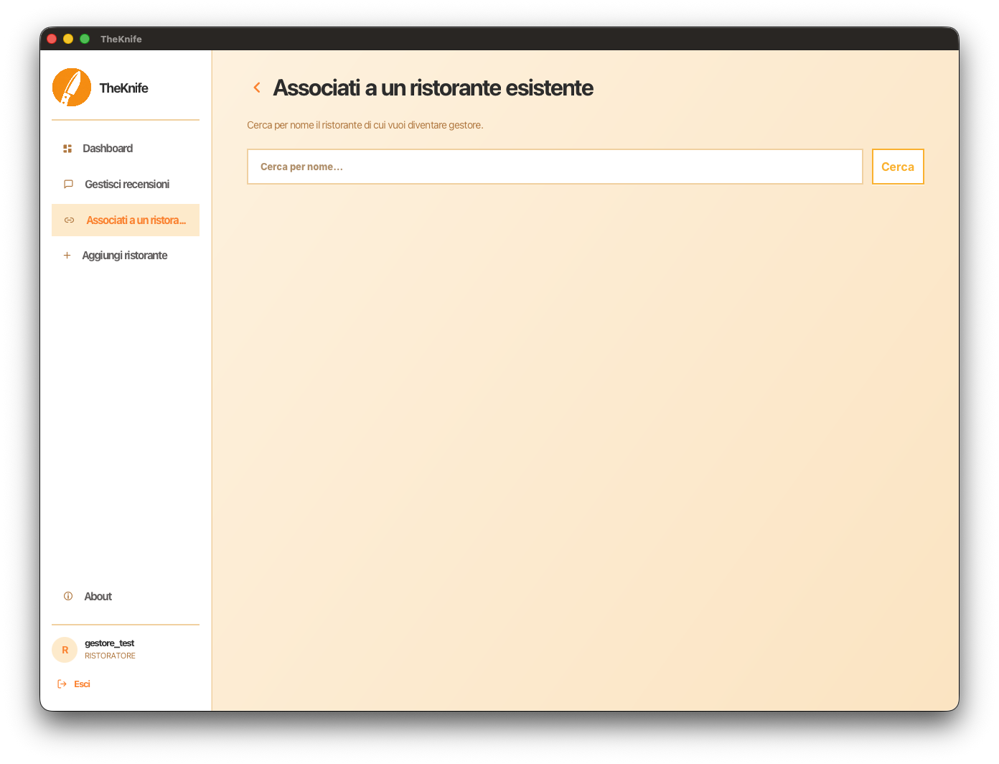 TheKnife
TheKnife
Dashboard
Gestisci recensioni
Associati a un ristora...
Aggiungi ristorante
About
R
gestore_test
RISTORATORE
Esci
Associati a un ristorante esistente
Cerca per nome il ristorante di cui vuoi diventare gestore.
Cerca per nome...
Cerca